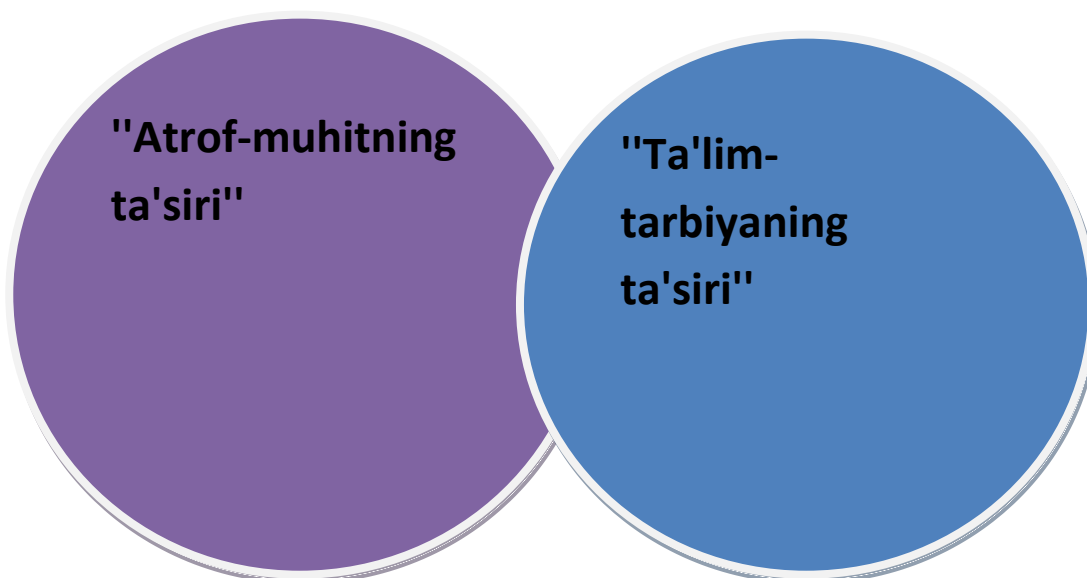 ''Atrof-muhitning
ta'siri''
''Ta'lim-
tarbiyaning
ta'siri''